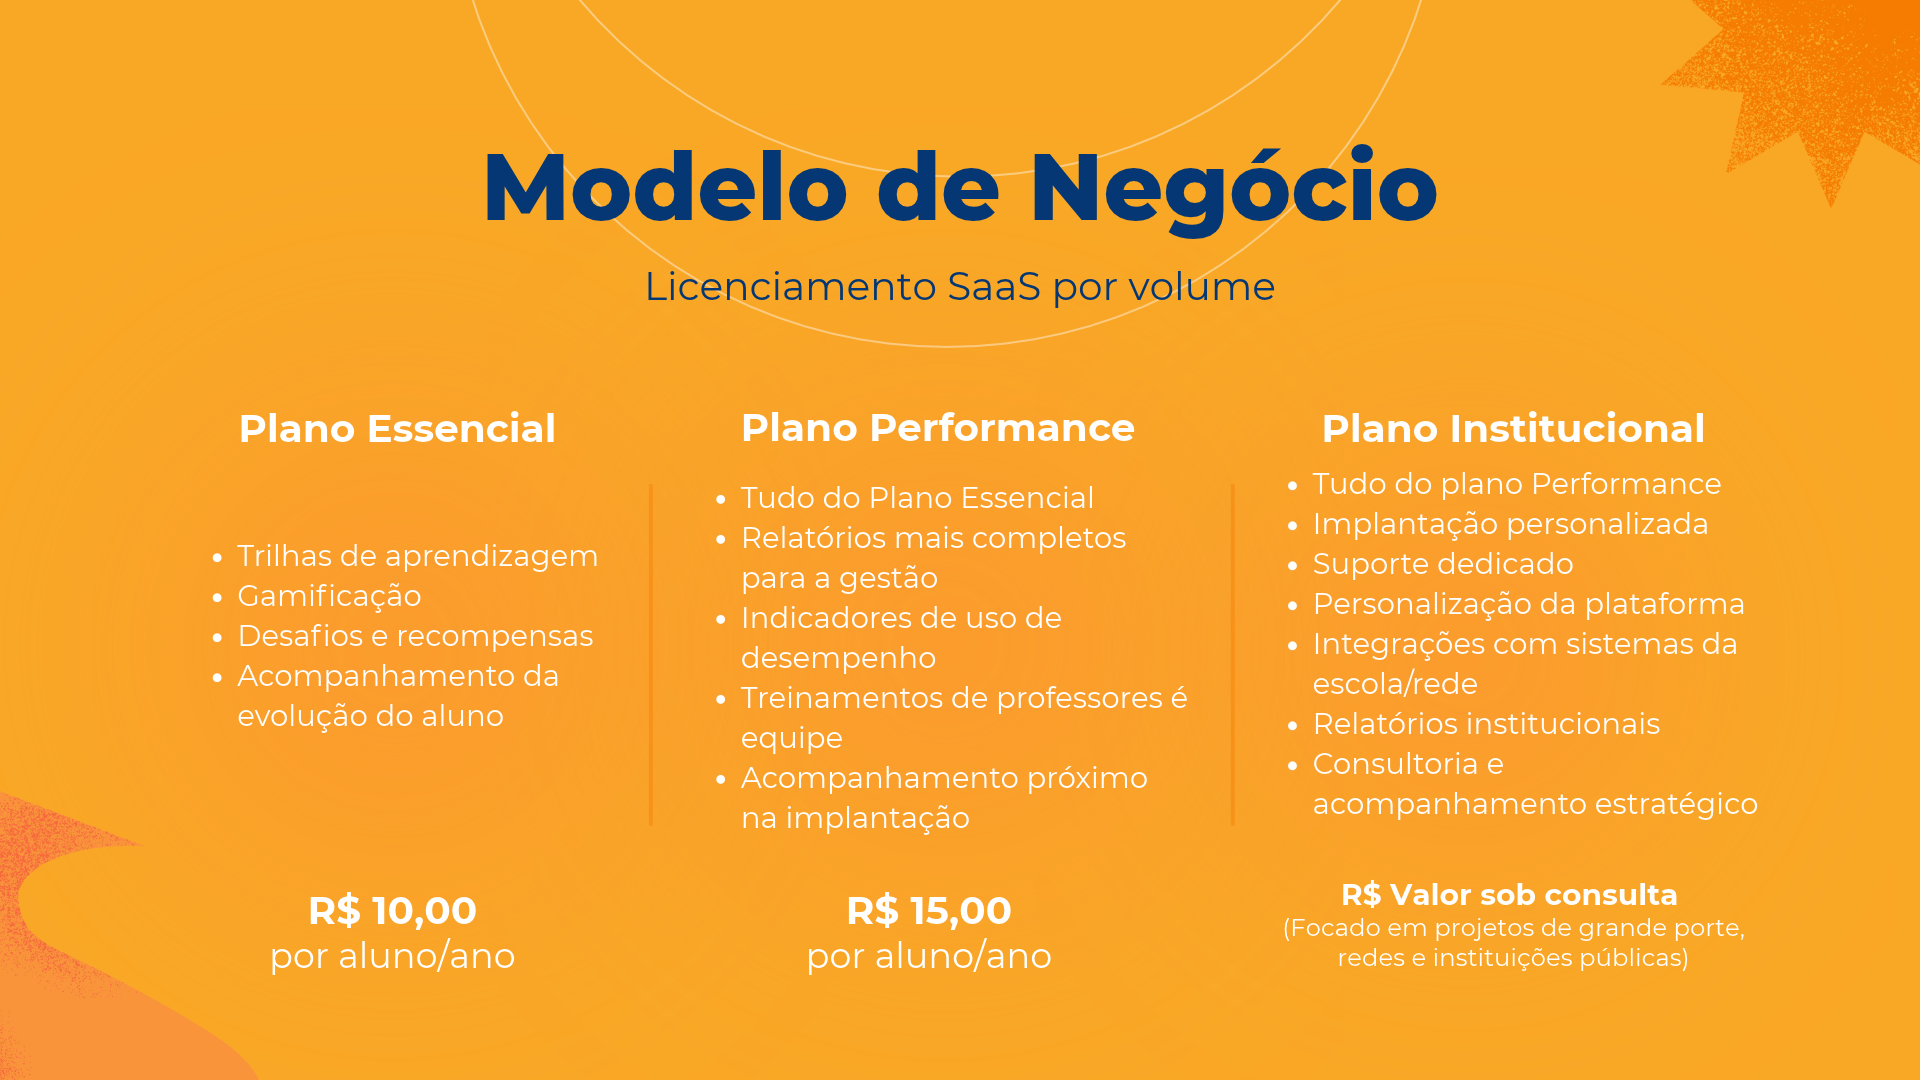 Modelo de Negócio
Licenciamento SaaS por volume
Plano Essencial
• Trilhas de aprendizagem
• Gamificação
• Desafios e recompensas
• Acompanhamento da
evolução do aluno
R$ 10,00
por aluno/ano
Plano Performance
• Tudo do Plano Essencial
• Relatórios mais completos
para a gestão
• Indicadores de uso de
desempenho
• Treinamentos de professores é
equipe
• Acompanhamento próximo
na implantação
R$ 15,00
por aluno/ano
Plano Institucional
• Tudo do plano Performance
• Implantação personalizada
• Suporte dedicado
• Personalização da plataforma
• Integrações com sistemas da
escola/rede
• Relatórios institucionais
• Consultoria e
acompanhamento estratégico
R$ Valor sob consulta
(Focado em projetos de grande porte,
redes e instituições públicas)